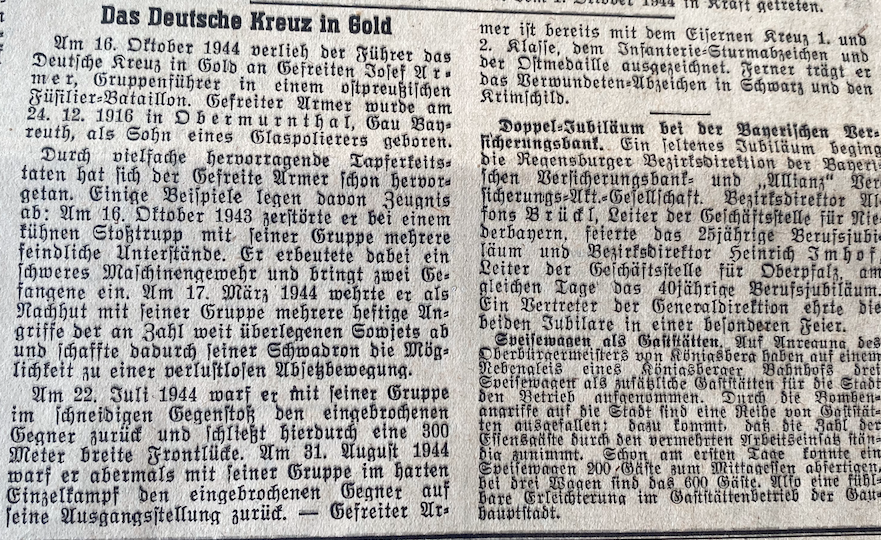 Das Deutsche Kreuz in Gold
Am 16. Oktober 1944 verlieh der Führer das
Deutsche Kreuz in Gold an Gefreiten Josef Ar-
mer, Gruppenführer in einem ostpreußischen
Füsilier-Bataillon. Gefreiter Armer wurde am
24. 12. 1916 in Obermurnthal, Gau Bay-
reuth, als Sohn eines Glaspolierers geboren.
Durch vielfache hervorragende Tapferkeits-
taten hat sich der Gefreite Armer schon hervor-
getan. Einige Beispiele legen davon Zeugnis
ab: Am 16. Oktober 1943 zerstörte er bei einem
kühnen Stoßtrupp mit seiner Gruppe mehrere
feindliche Unterstände. Er erbeutete dabei ein
schweres Maschinengewehr und bringt zwei Ge-
fangene ein. Am 17. März 1944 wehrte er als
Nachhut mit seiner Gruppe mehrere heftige An-
griffe der an Zahl weit überlegenen Sowjets ab
und schaffte dadurch seiner Schwadron die Mög-
lichkeit zu einer verlustlosen Absetzbewegung.
Am 22. Juli 1944 warf er mit seiner Gruppe
im schneidigen Gegenstoß den eingebrochenen
Gegner zurück und schließt hierdurch eine 300
Meter breite Frontlücke. Am 31. August 1944
warf er abermals mit seiner Gruppe im harten
Einzelkampf den eingebrochenen Gegner auf
seine Ausgangsstellung zurück. — Gefreiter Ar-
1. Oktober 1944 in Kraft getreten.
mer ist bereits mit dem Eisernen Kreuz 1. und
2. Klasse, dem Infanterie-Sturmabzeichen und
der Ostmedaille ausgezeichnet. Ferner trägt er
das Verwundeten-Abzeichen in Schwarz und den
Krimschild.
Doppel-Jubiläum bei der Bayerischen Ver-
sicherungsbank. Ein seltenes Jubiläum beging
die Regensburger Bezirksdirektion der Bayeri-
schen Versicherungsbank- und „Allianz" Ver
sicherungs-Akt.-Gesellschaft. Bezirksdirektor Al
fons Brückl, Leiter der Geschäftsstelle für Nie
derbayern, feierte das 25jährige Berufsjubi-
läum und Bezirksdirektor Heinrich Imhof,
Leiter der Geschäftsstelle für Oberpfalz, am
gleichen Tage das 40jährige Berufsjubiläum.
Ein Vertreter der Generaldirektion ehrte die
beiden Jubilare in einer besonderen Feier.
Speisewagen als Gaststätten. Auf Anregung des
Oberbürgermeisters von Königsberg haben auf einem
Nebengleis eines Königsberger Bahnhofs drei
Speisewagen als zusätzliche Gaststätten für die Stadt
den Betrieb aufgenommen. Durch die Bomben-
angriffe auf die Stadt sind eine Reihe von Gaststät-
ten ausgefallen; dazu kommt, daß die Zahl der
Essensgäste durch den vermehrten Arbeitseinsatz stän-
dig zunimmt. Schon am ersten Tage konnte ein
Speisewagen 200 Gäste zum Mittagessen abfertigen,
bei drei Wagen sind das 600 Gäste. Also eine fühl-
bare Erleichterung im Gaststättenbetrieb der Gau-
hauptstadt.